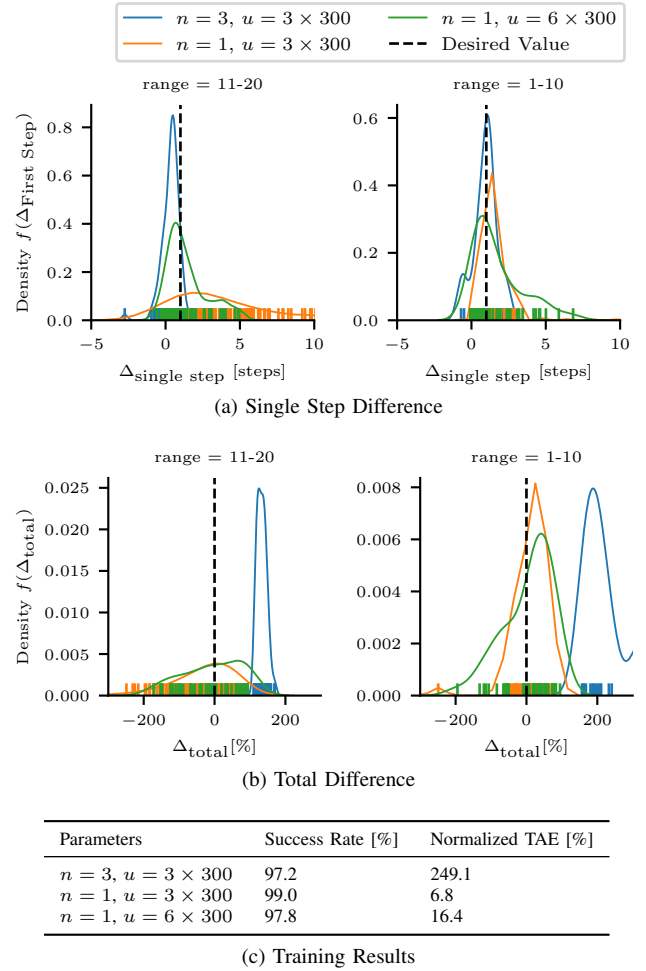 n = 3, u = 3 × 300
n = 1, u = 6 × 300
n = 1, u = 3 × 300
Desired Value
range = 11-20
range = 1-10
Density f(Δ_First Step)
0.8
0.6
0.4
0.2
0.0
−5
0
5
10
0.6
0.4
0.2
0.0
−5
0
5
10
Δ_single step [steps]
Δ_single step [steps]
(a) Single Step Difference
range = 11-20
range = 1-10
Density f(Δ_total)
0.025
0.020
0.015
0.010
0.005
0.000
−200
0
200
0.008
0.006
0.004
0.002
0.000
−200
0
200
Δ_total[%]
Δ_total[%]
(b) Total Difference
Parameters Success Rate [%] Normalized TAE [%]
n = 3, u = 3 × 300 97.2 249.1
n = 1, u = 3 × 300 99.0 6.8
n = 1, u = 6 × 300 97.8 16.4
(c) Training Results